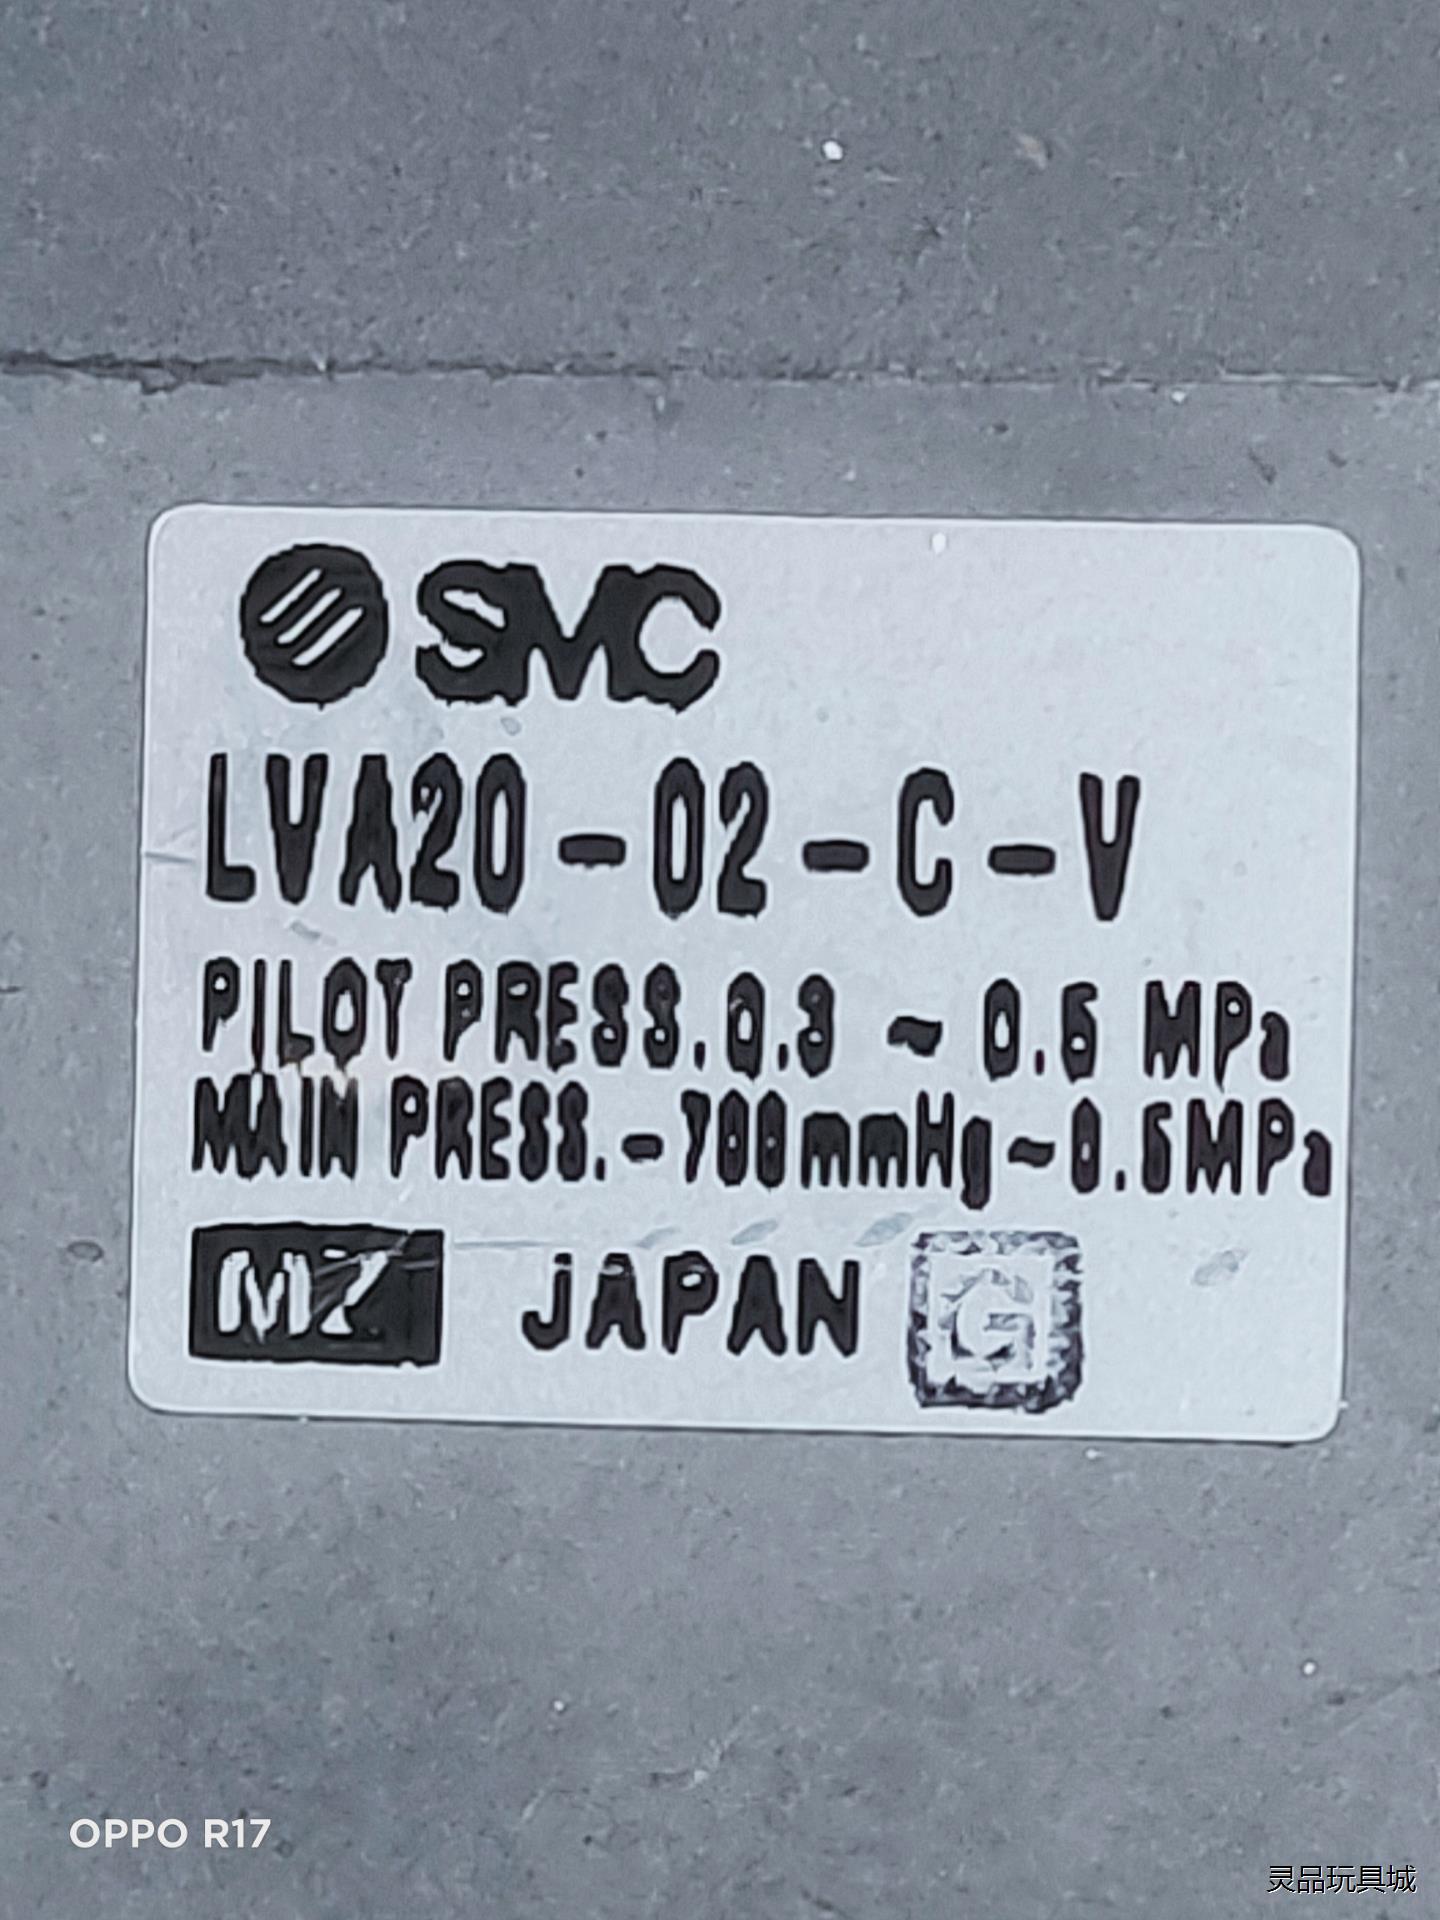 SMC
LVA20-02-C-V
PILOT PRESS.0.3 ~ 0.5 MPa
MAIN PRESS.-700mmHg~0.5MPa
MZ JAPAN G
OPPO R17
灵品玩具城